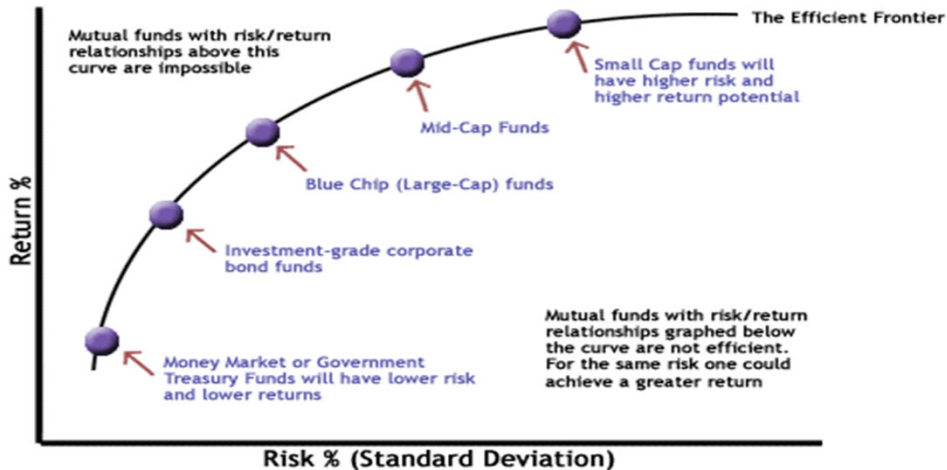 The Efficient Frontier
Mutual funds with risk/return
relationships above this
curve are impossible
Small Cap funds will
have higher risk and
higher return potential
Mid-Cap Funds
Blue Chip (Large-Cap) funds
Return %
Investment-grade corporate
bond funds
Mutual funds with risk/return
relationships graphed below
the curve are not efficient.
For the same risk one could
achieve a greater return
Money Market or Government
Treasury Funds will have lower risk
and lower returns
Risk % (Standard Deviation)